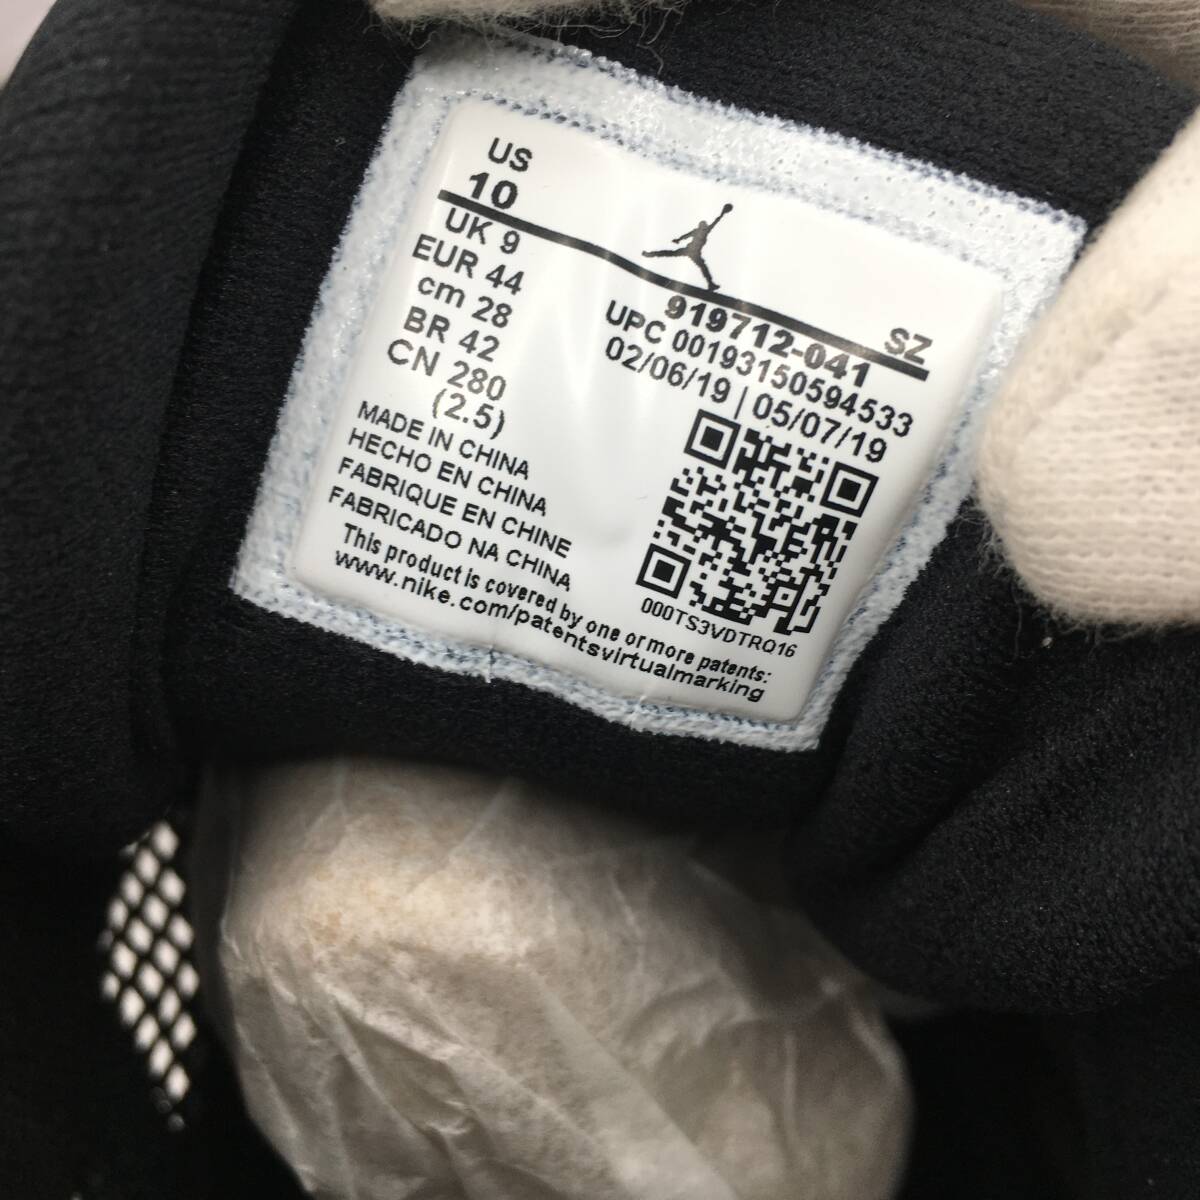 US
10
UK 9
EUR 44
cm 28
BR 42
CN 280
(2.5)
SZ
919712-041
UPC 00193150594533
02/06/19 | 05/07/19
MADE IN CHINA
HECHO EN CHINA
FABRIQUE EN CHINE
FABRICADO NA CHINA
000TS3VDTRQ16
This product is covered by one or more patents:
www.nike.com/patentsvirtualmarking